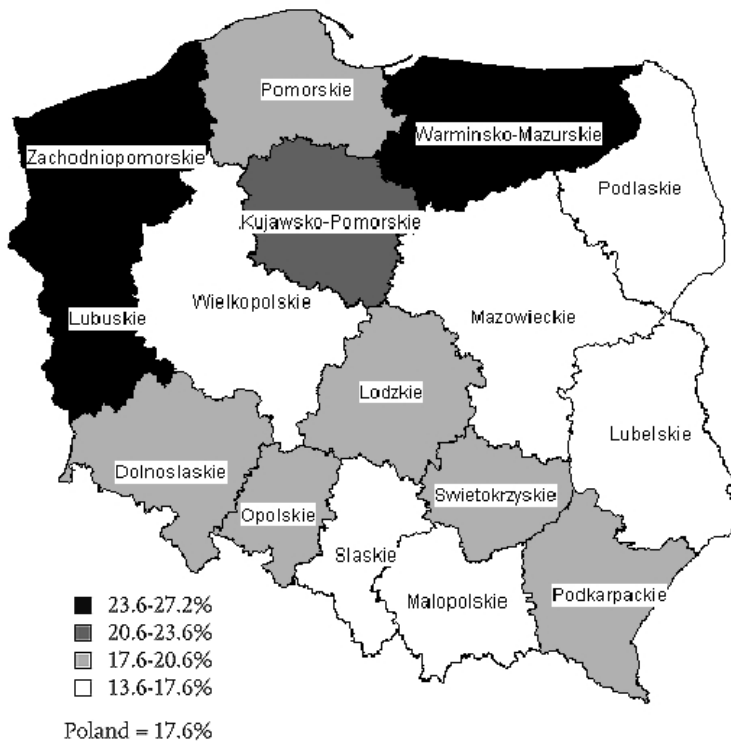 Pomorskie
Warminsko-Mazurskie
Zachodniopomorskie
Podlaskie
Kujawsko-Pomorskie
Wielkopolskie
Lubuskie
Mazowieckie
Lodzkie
Lubelskie
Dolnoslaskie
Swietokrzyskie
Opolskie
Slaskie
Malopolskie
Podkarpackie
23.6-27.2%
20.6-23.6%
17.6-20.6%
13.6-17.6%
Poland = 17.6%